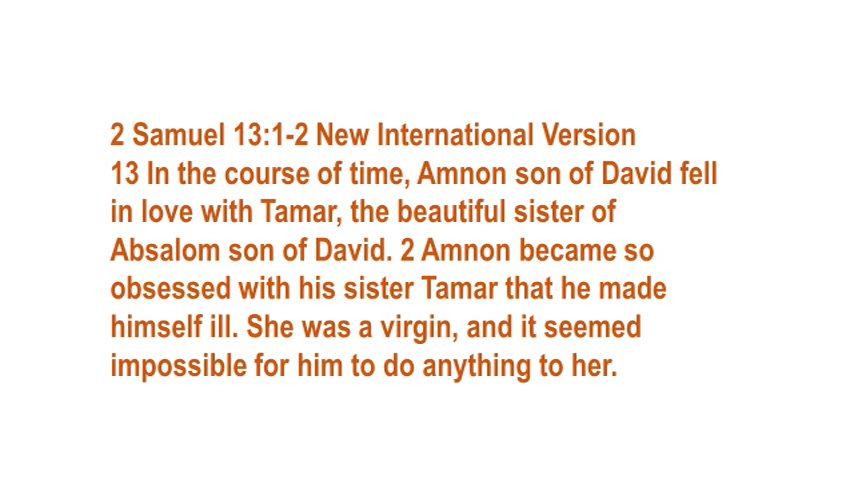 2 Samuel 13:1-2 New International Version
13 In the course of time, Amnon son of David fell
in love with Tamar, the beautiful sister of
Absalom son of David. 2 Amnon became so
obsessed with his sister Tamar that he made
himself ill. She was a virgin, and it seemed
impossible for him to do anything to her.